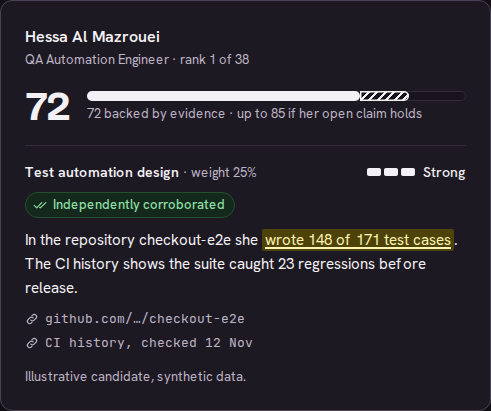 Hessa Al Mazrouei
QA Automation Engineer · rank 1 of 38
72
72 backed by evidence · up to 85 if her open claim holds
Test automation design · weight 25%
Strong
Independently corroborated
In the repository checkout-e2e she wrote 148 of 171 test cases.
The CI history shows the suite caught 23 regressions before
release.
github.com/…/checkout-e2e
CI history, checked 12 Nov
Illustrative candidate, synthetic data.